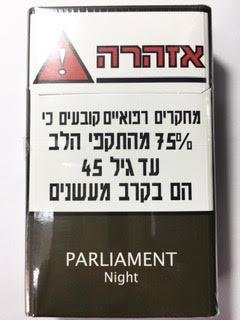 אזהרה
מחקרים רפואיים קובעים כי
75% מהתקפי הלב
עד גיל 45
הם בקרב מעשנים
PARLIAMENT
Night